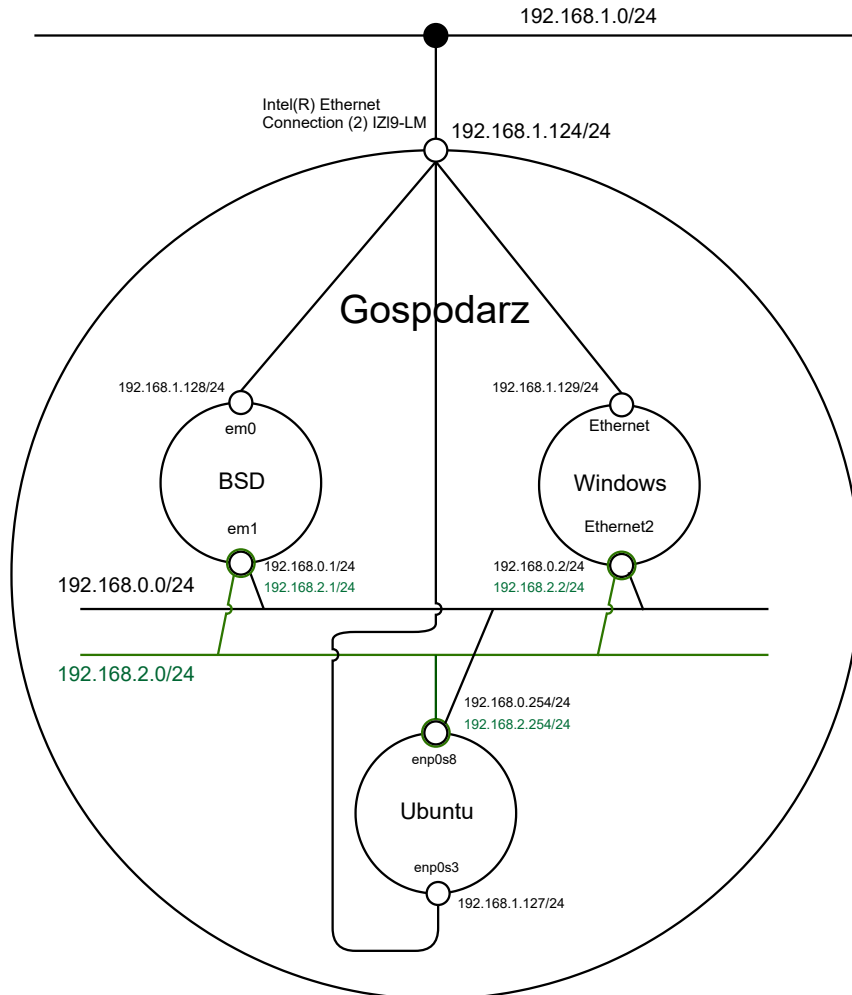 192.168.1.0/24
Intel(R) Ethernet
Connection (2) IZI9-LM
192.168.1.124/24
Gospodarz
192.168.1.128/24
192.168.1.129/24
em0
Ethernet
BSD
Windows
em1
Ethernet2
192.168.0.1/24
192.168.0.2/24
192.168.0.0/24
192.168.2.1/24
192.168.2.2/24
192.168.2.0/24
192.168.0.254/24
192.168.2.254/24
enp0s8
Ubuntu
enp0s3
192.168.1.127/24